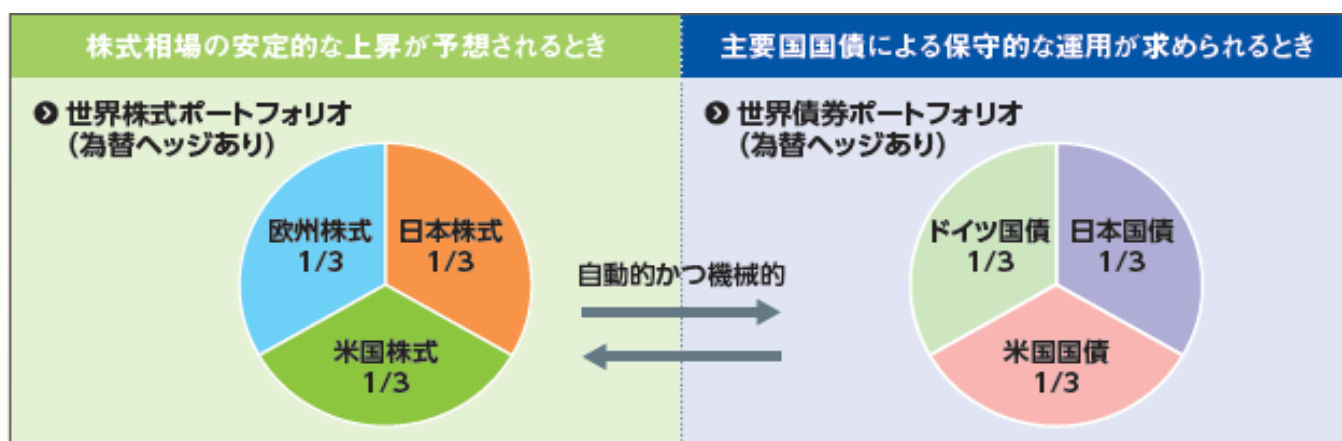 株式相場の安定的な上昇が予想されるとき
主要国国債による保守的な運用が求められるとき
世界株式ポートフォリオ
(為替ヘッジあり)
欧州株式
1/3
日本株式
1/3
米国株式
1/3
自動的かつ機械的
世界債券ポートフォリオ
(為替ヘッジあり)
ドイツ国債
1/3
日本国債
1/3
米国国債
1/3